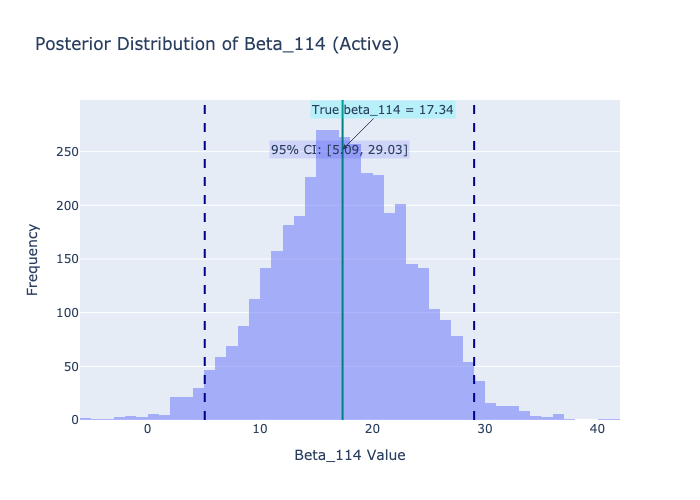 Posterior Distribution of Beta_114 (Active)
True beta_114 = 17.34
95% CI: [5.09, 29.03]
250
200
150
100
50
0
Frequency
0 10 20 30 40
Beta_114 Value